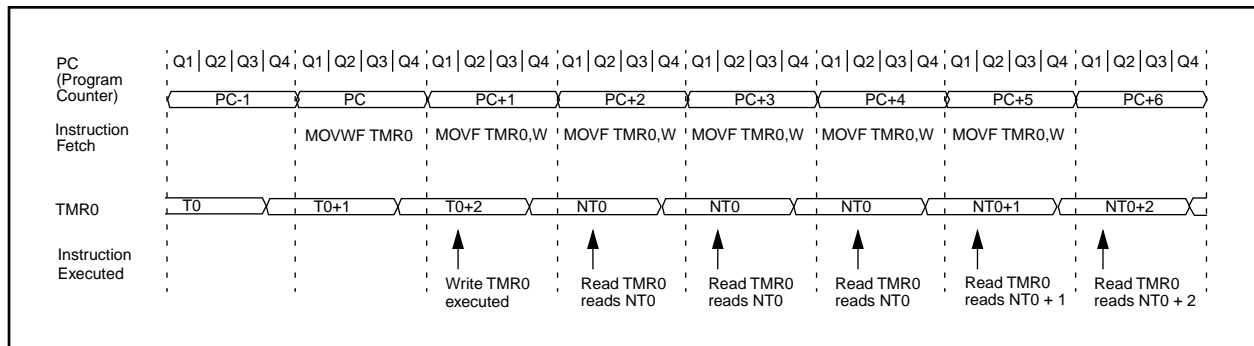 PC
(Program
Counter)
Q1 Q2 Q3 Q4 Q1 Q2 Q3 Q4 Q1 Q2 Q3 Q4 Q1 Q2 Q3 Q4 Q1 Q2 Q3 Q4 Q1 Q2 Q3 Q4 Q1 Q2 Q3 Q4 Q1 Q2 Q3 Q4
PC-1 PC PC+1 PC+2 PC+3 PC+4 PC+5 PC+6
Instruction
Fetch
MOVWF TMR0 MOVF TMR0,W MOVF TMR0,W MOVF TMR0,W MOVF TMR0,W MOVF TMR0,W
TMR0
T0 T0+1 T0+2 NT0 NT0 NT0 NT0+1 NT0+2
Instruction
Executed
Write TMR0
executed
Read TMR0
reads NT0
Read TMR0
reads NT0
Read TMR0
reads NT0
Read TMR0
reads NT0 + 1
Read TMR0
reads NT0 + 2